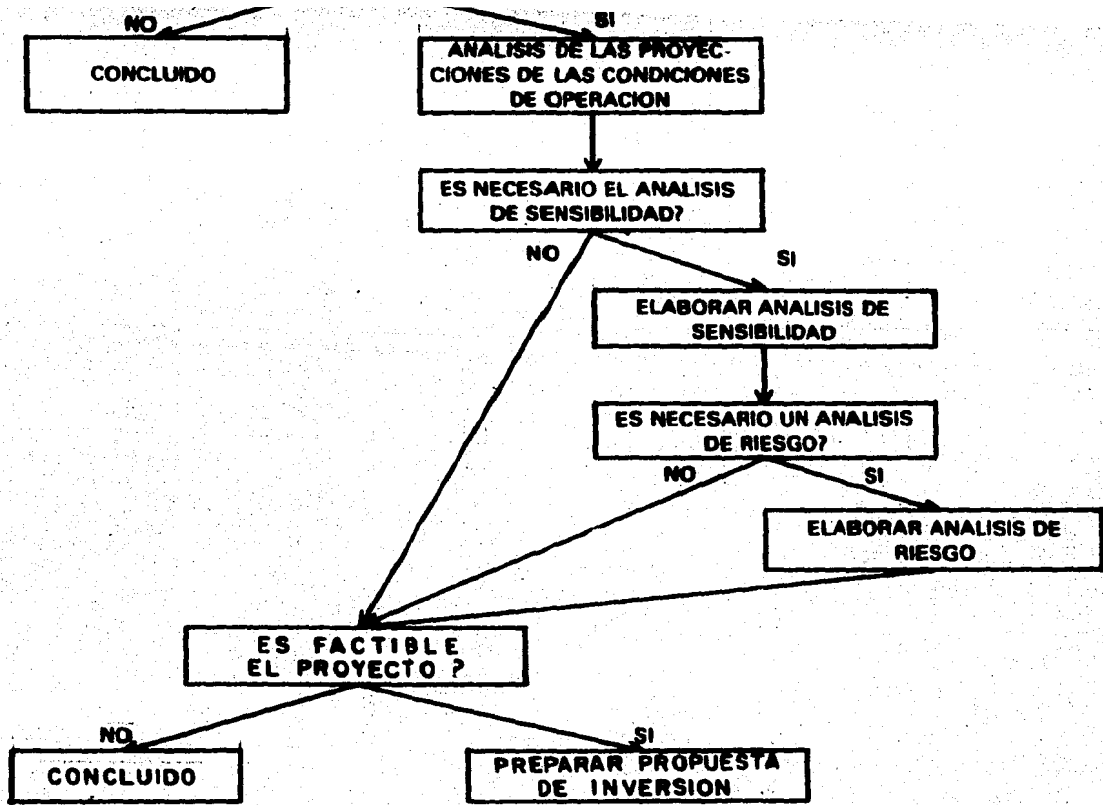 NO
SI
CONCLUIDO
ANALISIS DE LAS PROYEC-
CIONES DE LAS CONDICIONES
DE OPERACION
ES NECESARIO EL ANALISIS
DE SENSIBILIDAD?
NO
SI
ELABORAR ANALISIS DE
SENSIBILIDAD
ES NECESARIO UN ANALISIS
DE RIESGO?
NO
SI
ELABORAR ANALISIS DE
RIESGO
ES FACTIBLE
EL PROYECTO ?
NO
SI
CONCLUIDO
PREPARAR PROPUESTA
DE INVERSION